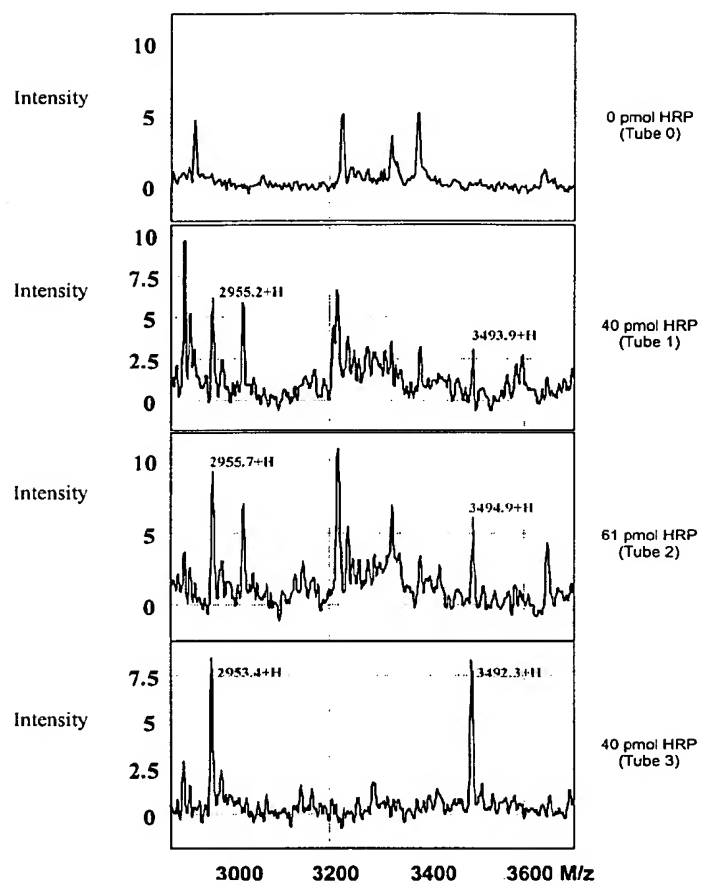 10
Intensity
5
0 pmol HRP
(Tube 0)
0
10
7.5
Intensity
2955.2+H
5
3493.9+H
40 pmol HRP
(Tube 1)
2.5
0
10
2955.7+H
Intensity
3494.9+H
5
61 pmol HRP
(Tube 2)
0
7.5
2953.4+H
3492.3+H
Intensity
5
40 pmol HRP
(Tube 3)
2.5
0
3000 3200 3400 3600 M/z